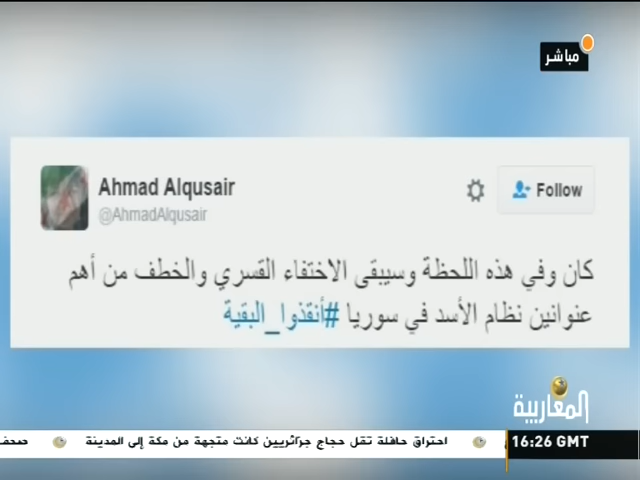 مباشر
Ahmad Alqusair
@AhmadAlqusair
Follow
كان وفي هذه اللحظة وسيبقى الاختفاء القسري والخطف من أهم
عنوانين نظام الأسد في سوريا #أنقذوا_البقية
المغاربية
احتراق حافلة تقل حجاج جزائريين كانت متجهة من مكة إلى المدينة
16:26 GMT